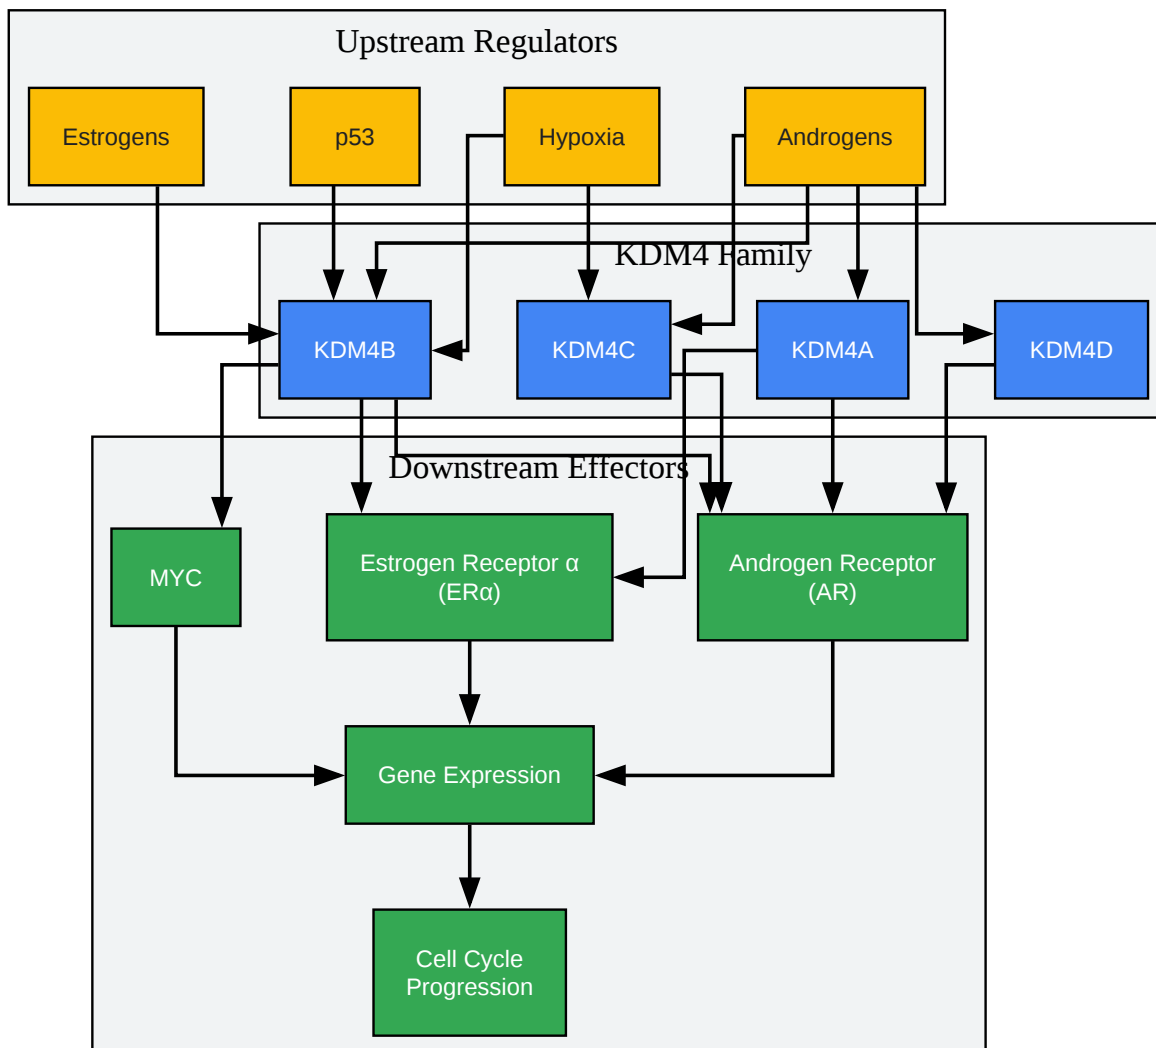 Upstream Regulators
Estrogens
p53
Hypoxia
Androgens
KDM4 Family
KDM4B
KDM4C
KDM4A
KDM4D
Downstream Effectors
MYC
Estrogen Receptor α
(ERα)
Androgen Receptor
(AR)
Gene Expression
Cell Cycle
Progression